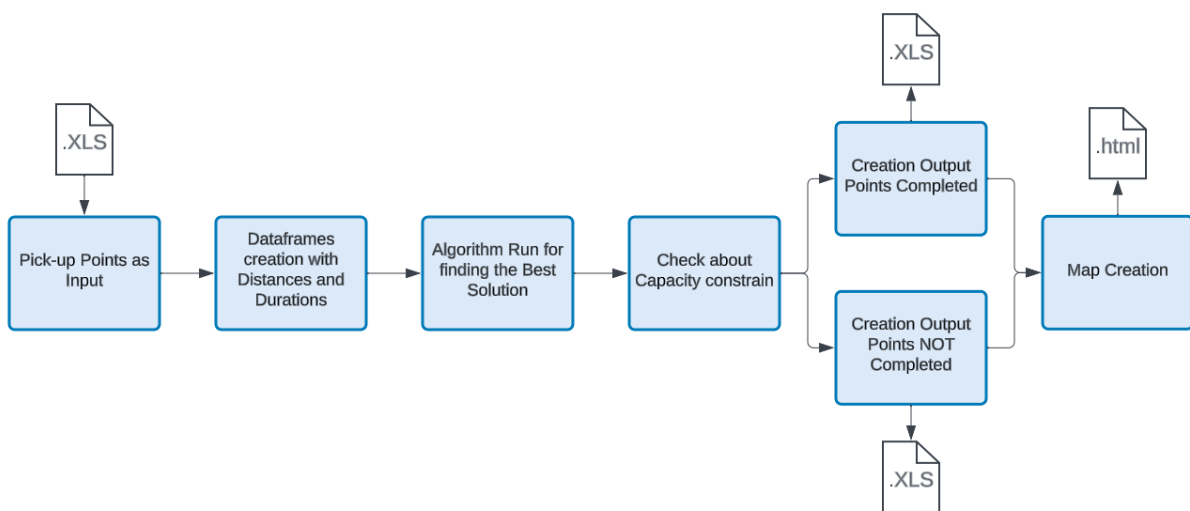 .XLS
Pick-up Points as
Input
Dataframes
creation with
Distances and
Durations
Algorithm Run for
finding the Best
Solution
Check about
Capacity constrain
.XLS
Creation Output
Points Completed
Creation Output
Points NOT
Completed
.XLS
.html
Map Creation